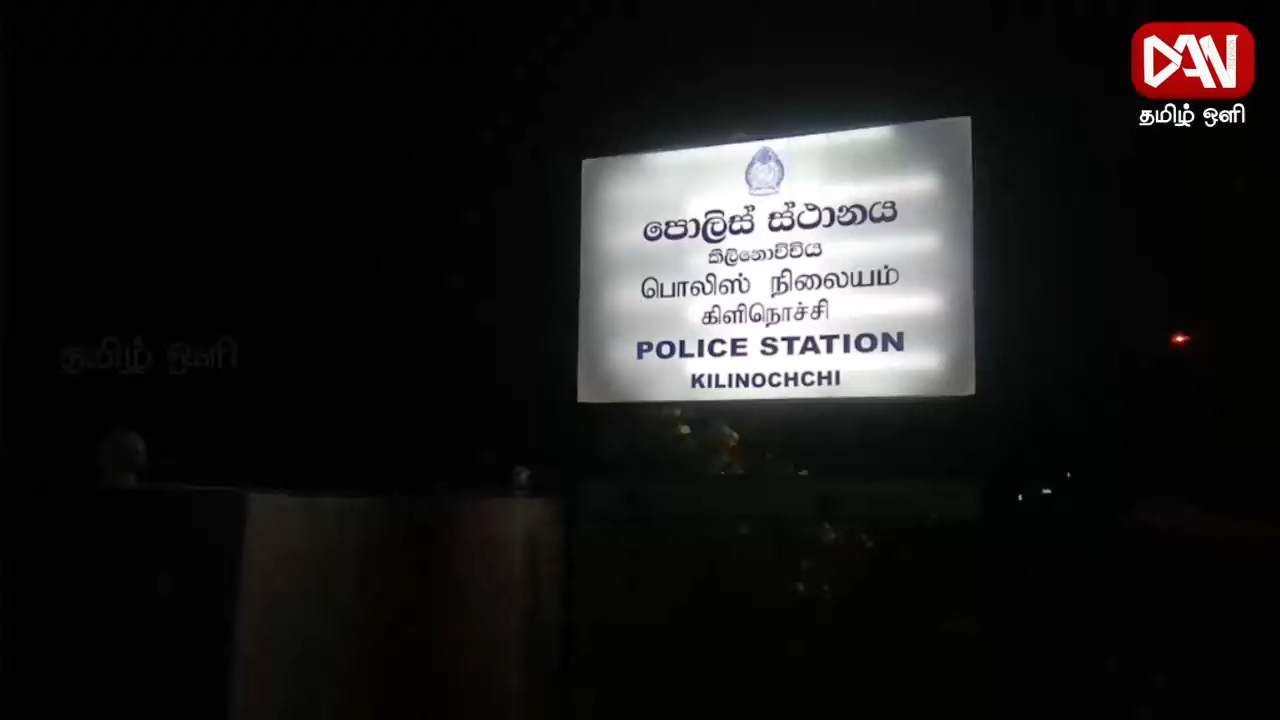 DAN
தமிழ் ஒளி
පොලිස් ස්ථානය
කිලිනොච්චිය
பொலிஸ் நிலையம்
கிளிநொச்சி
POLICE STATION
KILINOCHCHI
தமிழ் ஒளி